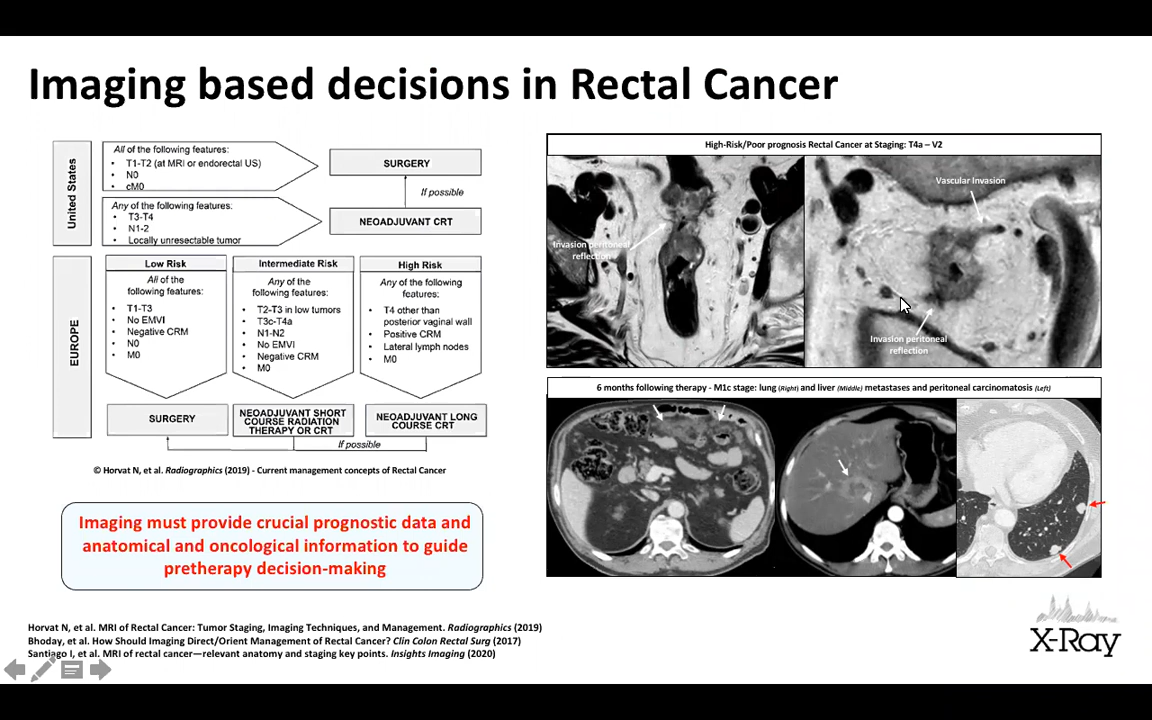 Imaging based decisions in Rectal Cancer
United States
All of the following features:
• T1-T2 (at MRI or endorectal US)
• N0
• cM0
SURGERY
If possible
Any of the following features:
• T3-T4
• N1-2
• Locally unresectable tumor
NEOADJUVANT CRT
EUROPE
Low Risk
All of the
following features:
• T1-T3
• No EMVI
• Negative CRM
• N0
• M0
Intermediate Risk
Any of the
following features:
• T2-T3 in low tumors
• T3c-T4a
• N1-N2
• No EMVI
• Negative CRM
• M0
High Risk
Any of the following
features:
• T4 other than
posterior vaginal wall
• Positive CRM
• Lateral lymph nodes
• M0
SURGERY
NEOADJUVANT SHORT
COURSE RADIATION
THERAPY OR CRT
NEOADJUVANT LONG
COURSE CRT
If possible
© Horvat N, et al. Radiographics (2019) - Current management concepts of Rectal Cancer
Imaging must provide crucial prognostic data and
anatomical and oncological information to guide
pretherapy decision-making
High-Risk/Poor prognosis Rectal Cancer at Staging: T4a – V2
Invasion peritoneal
reflection
Vascular Invasion
Invasion peritoneal
reflection
6 months following therapy - M1c stage: lung (Right) and liver (Middle) metastases and peritoneal carcinomatosis (Left)
Horvat N, et al. MRI of Rectal Cancer: Tumor Staging, Imaging Techniques, and Management. Radiographics (2019)
Bhoday, et al. How Should Imaging Direct/Orient Management of Rectal Cancer? Clin Colon Rectal Surg (2017)
Santiago I, et al. MRI of rectal cancer—relevant anatomy and staging key points. Insights Imaging (2020)
X-Ray